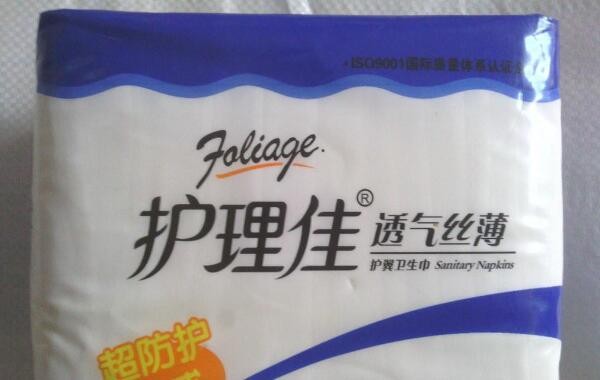 ·ISO9001国际质量体系认证
Foliage.
护理佳®
透气丝薄
护翼卫生巾 Sanitary Napkins
超防护